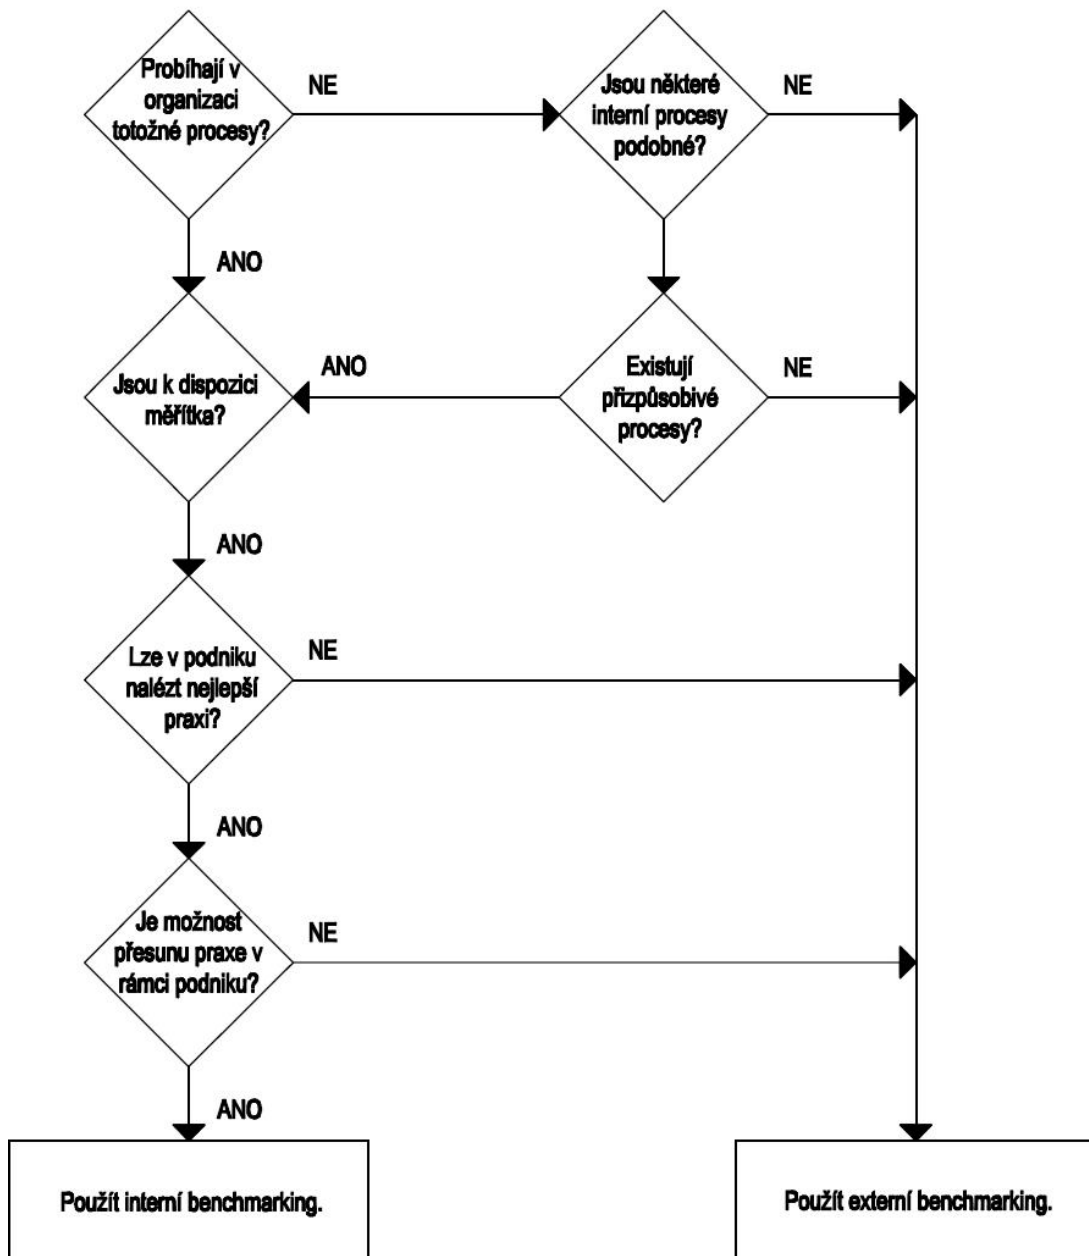 Probíhají v
organizaci
totožné procesy?
NE
Jsou některé
interní procesy
podobné?
NE
ANO
Jsou k dispozici
měřítka?
ANO
Existují
přizpůsobivé
procesy?
NE
ANO
Lze v podniku
nalézt nejlepší
praxi?
NE
ANO
Je možnost
přesunu praxe v
rámci podniku?
NE
ANO
Použít interní benchmarking.
Použít externí benchmarking.